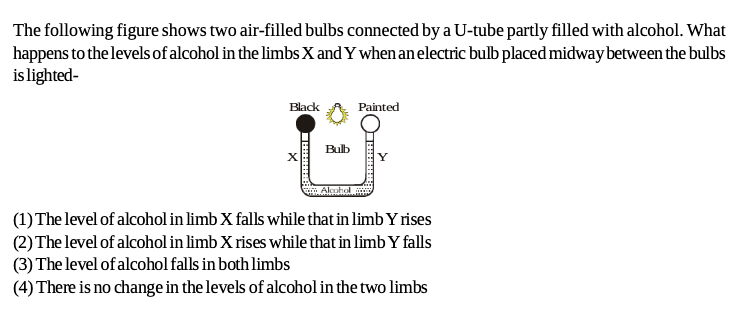 The following figure shows two air-filled bulbs connected by a U-tube partly filled with alcohol. What
happens to the levels of alcohol in the limbs X and Y when an electric bulb placed midway between the bulbs
is lighted-
Black Painted
Bulb
X Y
Alcohol
(1) The level of alcohol in limb X falls while that in limb Y rises
(2) The level of alcohol in limb X rises while that in limb Y falls
(3) The level of alcohol falls in both limbs
(4) There is no change in the levels of alcohol in the two limbs